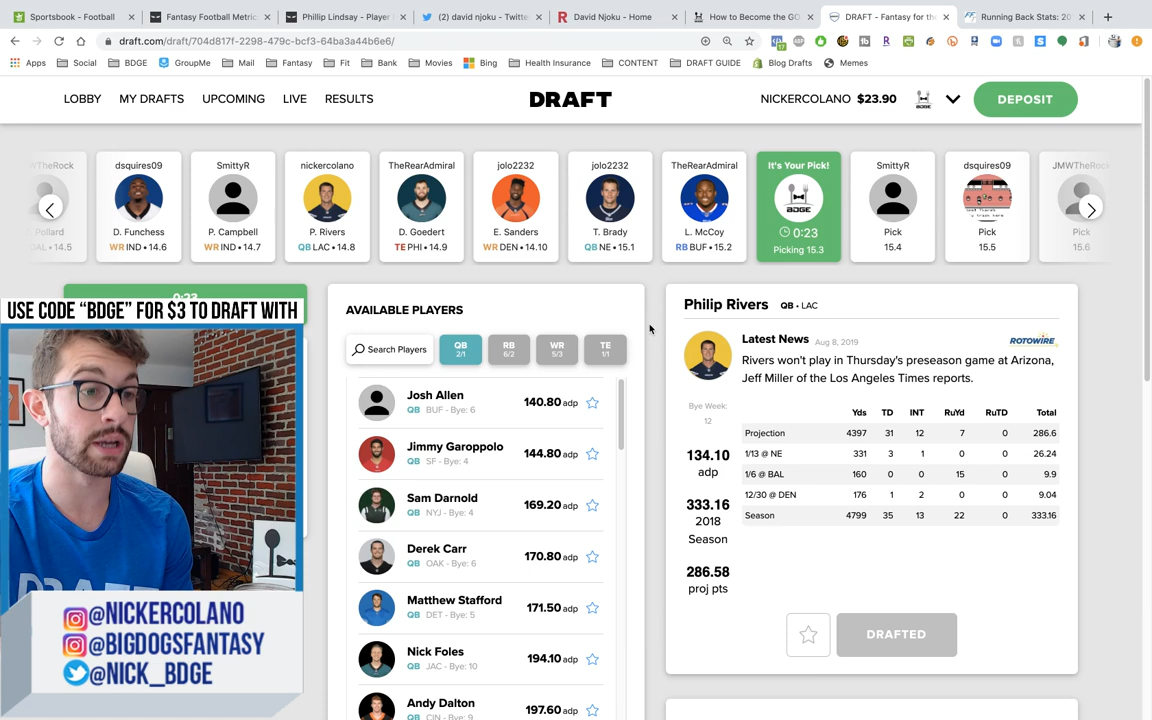 Sportsbook - Football
Fantasy Football Metric
Phillip Lindsay - Player
(2) david njoku - Twitte
David Njoku - Home
How to Become the GO
DRAFT - Fantasy for the
Running Back Stats: 20
draft.com/draft/704d817f-2298-479c-bcf3-64ba3a44b6e6/
Apps Social BDGE GroupMe Mail Fantasy Fit Bank Movies Bing Health Insurance CONTENT DRAFT GUIDE Blog Drafts Memes
LOBBY MY DRAFTS UPCOMING LIVE RESULTS DRAFT NICKERCOLANO $23.90 DEPOSIT
WTheRock
Pollard
DAL • 14.5
dsquires09
D. Funchess
WR IND • 14.6
SmittyR
P. Campbell
WR IND • 14.7
nickercolano
P. Rivers
QB LAC • 14.8
TheRearAdmiral
D. Goedert
TE PHI • 14.9
jolo2232
E. Sanders
WR DEN • 14.10
jolo2232
T. Brady
QB NE • 15.1
TheRearAdmiral
L. McCoy
RB BUF • 15.2
It's Your Pick!
BDGE
0:23
Picking 15.3
SmittyR
Pick
15.4
dsquires09
Pick
15.5
JMWTheRock
Pick
15.6
USE CODE "BDGE" FOR $3 TO DRAFT WITH
@NICKERCOLANO
@BIGDOGSFANTASY
@NICK_BDGE
AVAILABLE PLAYERS
Search Players
QB
2/1
RB
6/2
WR
5/3
TE
1/1
Josh Allen
QB BUF - Bye: 6
140.80 adp
Jimmy Garoppolo
QB SF - Bye: 4
144.80 adp
Sam Darnold
QB NYJ - Bye: 4
169.20 adp
Derek Carr
QB OAK - Bye: 6
170.80 adp
Matthew Stafford
QB DET - Bye: 5
171.50 adp
Nick Foles
QB JAC - Bye: 10
194.10 adp
Andy Dalton
QB CIN - Bye: 9
197.60 adp
Philip Rivers QB • LAC
Latest News Aug 8, 2019
ROTOWIRE
Rivers won't play in Thursday's preseason game at Arizona,
Jeff Miller of the Los Angeles Times reports.
Bye Week:
12
134.10
adp
333.16
2018
Season
286.58
proj pts
Yds TD INT RuYd RuTD Total
Projection 4397 31 12 7 0 286.6
1/13 @ NE 331 3 1 0 0 26.24
1/6 @ BAL 160 0 0 15 0 9.9
12/30 @ DEN 176 1 2 0 0 9.04
Season 4799 35 13 22 0 333.16
DRAFTED